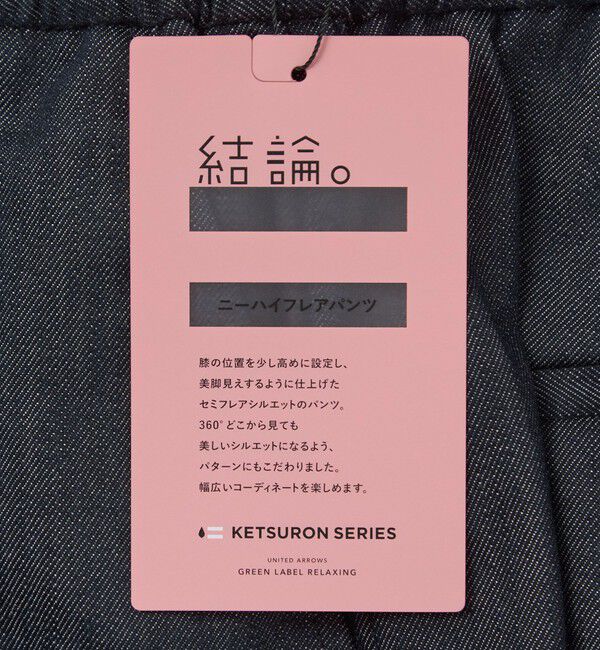 結論。
ニーハイフレアパンツ
膝の位置を少し高めに設定し、
美脚見えするように仕上げた
セミフレアシルエットのパンツ。
360°どこから見ても
美しいシルエットになるよう、
パターンにもこだわりました。
幅広いコーディネートを楽しめます。
KETSURON SERIES
UNITED ARROWS
GREEN LABEL RELAXING